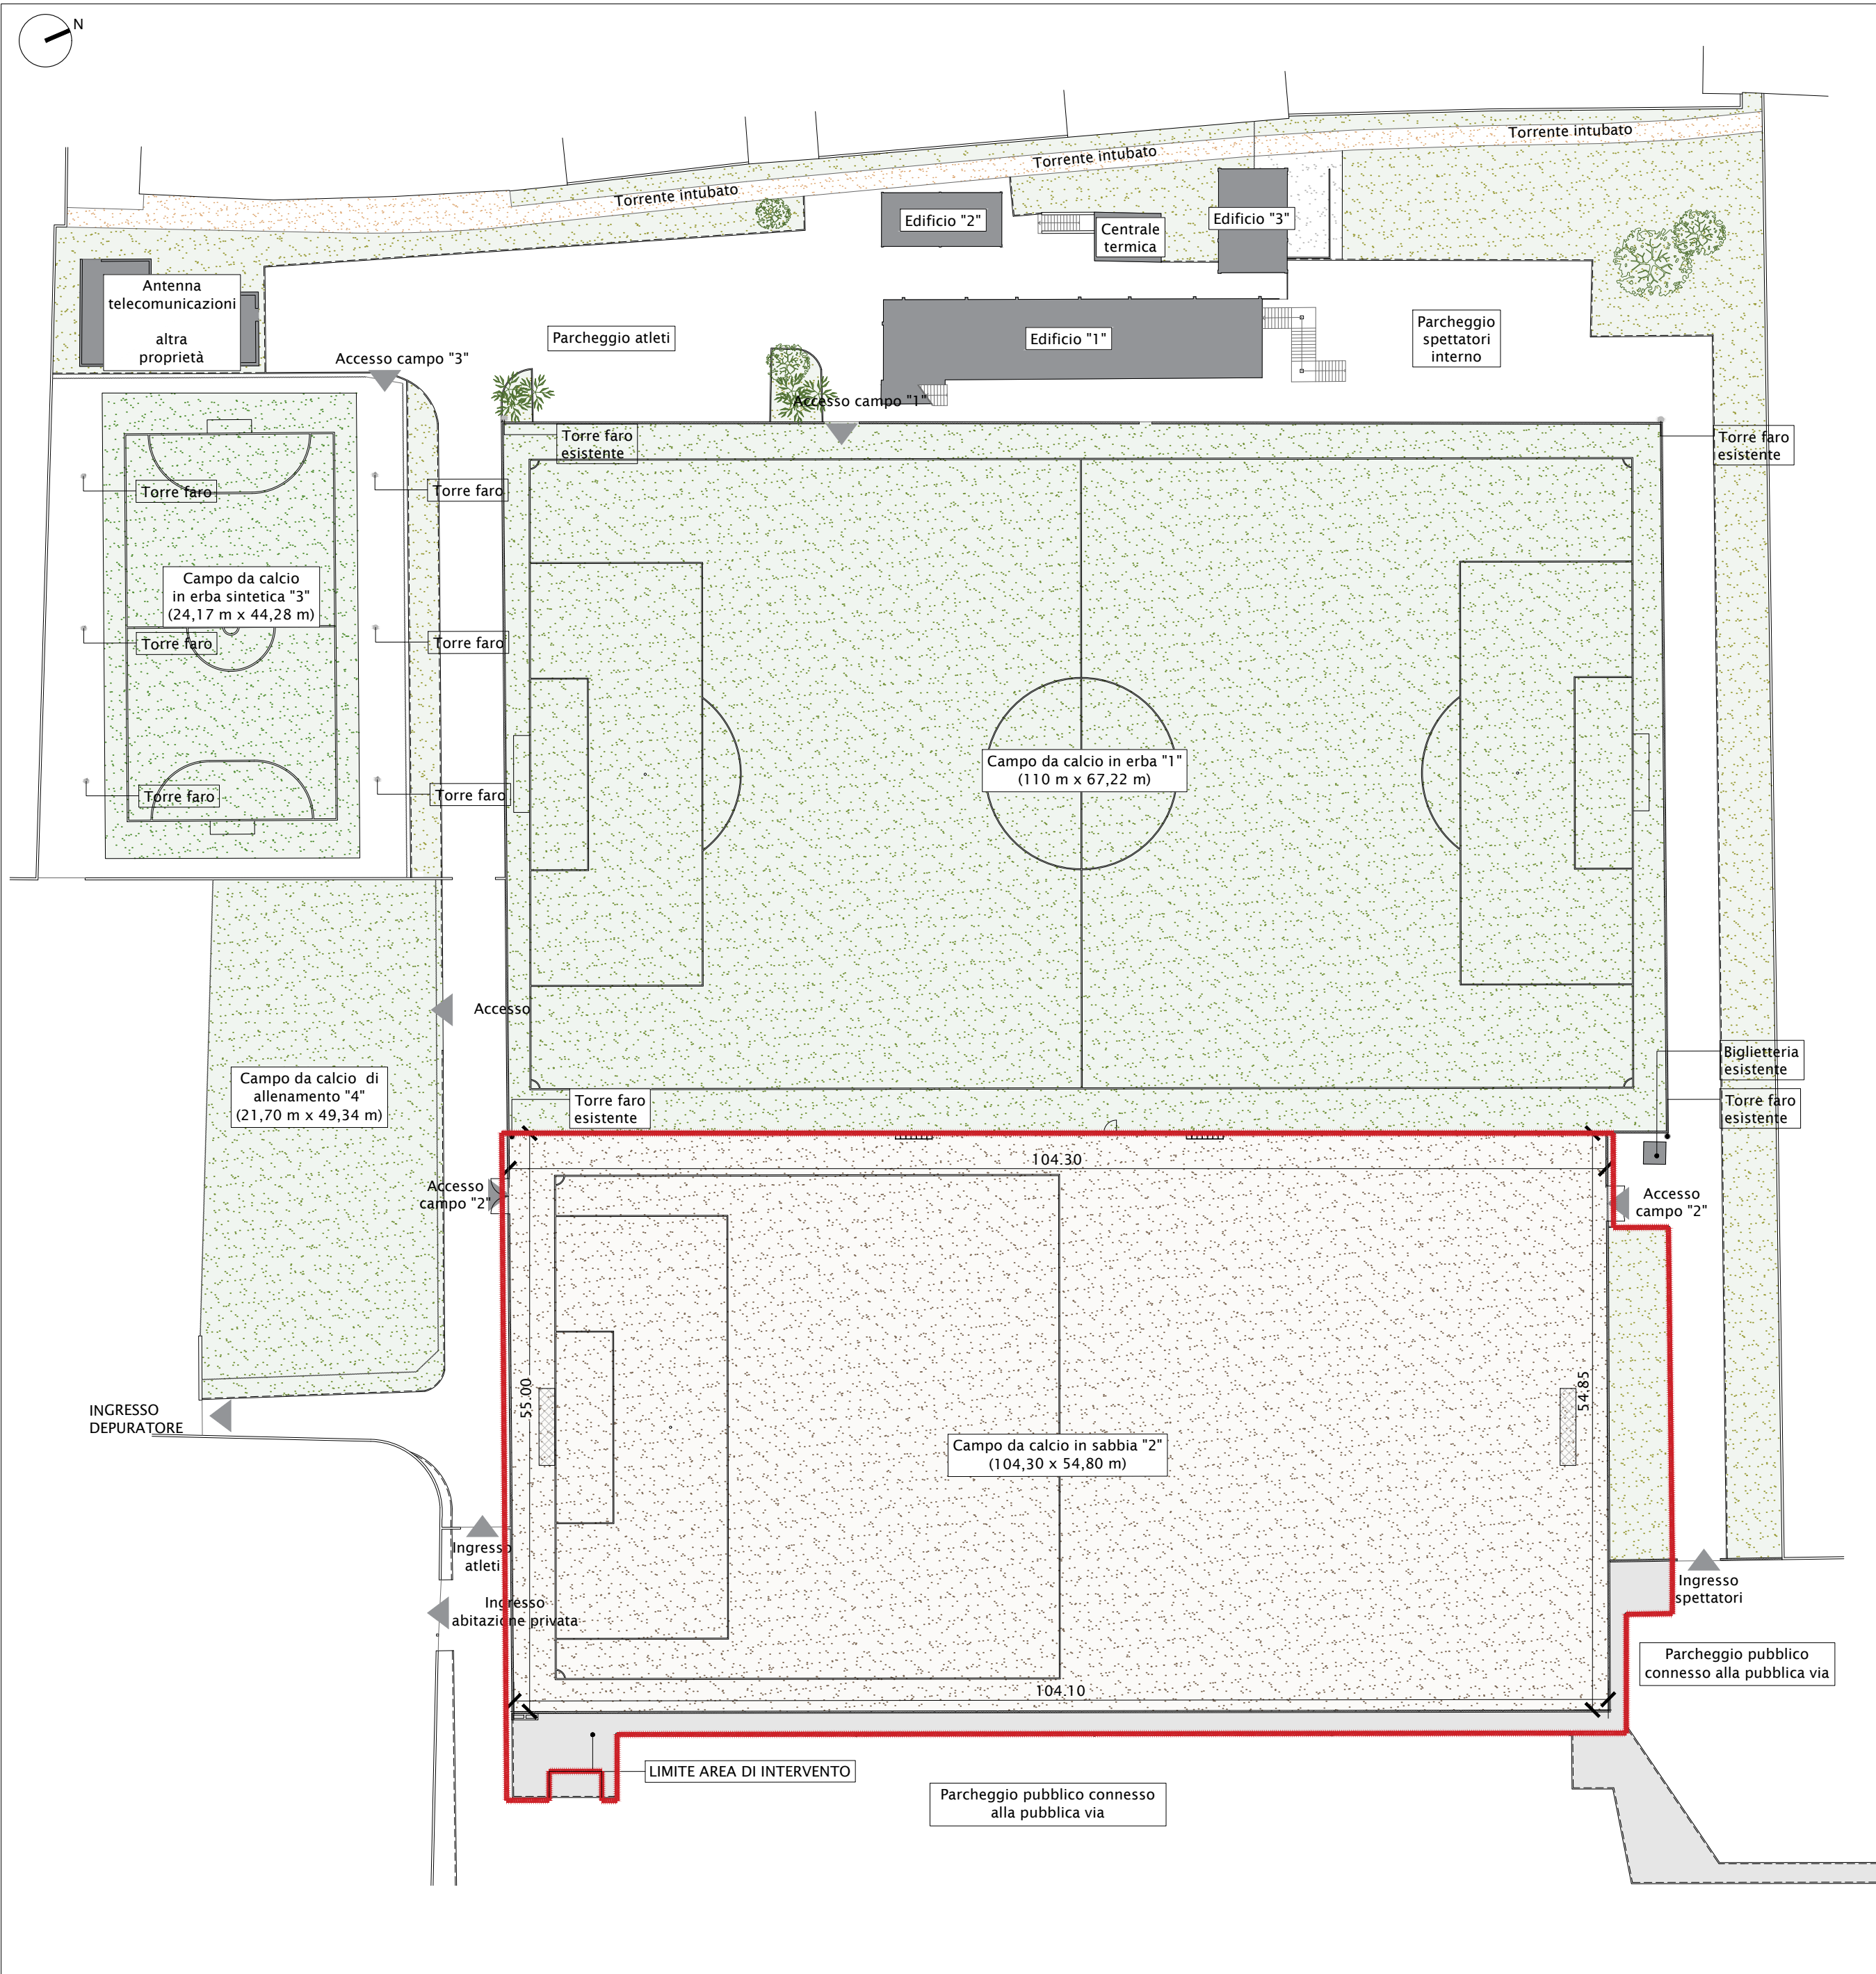 N
Torrente intubato
Torrente intubato
Torrente intubato
Edificio "2"
Edificio "3"
Centrale
termica
Antenna
telecomunicazioni
altra
proprietà
Parcheggio atleti
Edificio "1"
Parcheggio
spettatori
interno
Accesso campo "3"
Accesso campo "1"
Torre faro
esistente
Torre faro
esistente
Torre faro
Torre faro
Campo da calcio
in erba sintetica "3"
(24,17 m x 44,28 m)
Torre faro
Torre faro
Campo da calcio in erba "1"
(110 m x 67,22 m)
Torre faro
Torre faro
Accesso
Biglietteria
esistente
Campo da calcio di
allenamento "4"
(21,70 m x 49,34 m)
Torre faro
esistente
Torre faro
esistente
104.30
Accesso
campo "2"
Accesso
campo "2"
55.00
54.85
INGRESSO
DEPURATORE
Campo da calcio in sabbia "2"
(104,30 x 54,80 m)
Ingresso
atleti
Ingresso
abitazione privata
Ingresso
spettatori
Parcheggio pubblico
connesso alla pubblica via
104.10
LIMITE AREA DI INTERVENTO
Parcheggio pubblico connesso
alla pubblica via